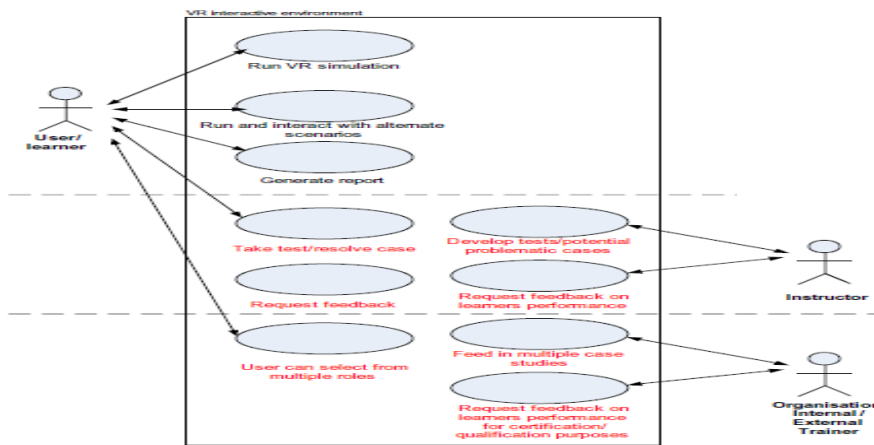 VR interactive environment
Run VR simulation
User/
learner
Run and interact with alternate
scenarios
Generate report
Take test/resolve case
Develop tests/potential
problematic cases
Request feedback
Request feedback on
learners performance
Instructor
User can select from
multiple roles
Feed in multiple case
studies
Request feedback on
learners performance
for certification/
qualification purposes
Organisation
Internal /
External
Trainer